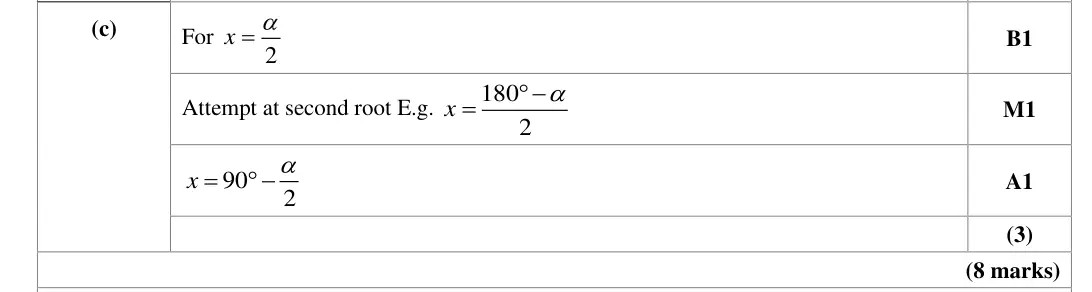 (c) For x = α/2 B1
Attempt at second root E.g. x = (180° − α)/2 M1
x = 90° − α/2 A1
(3)
(8 marks)